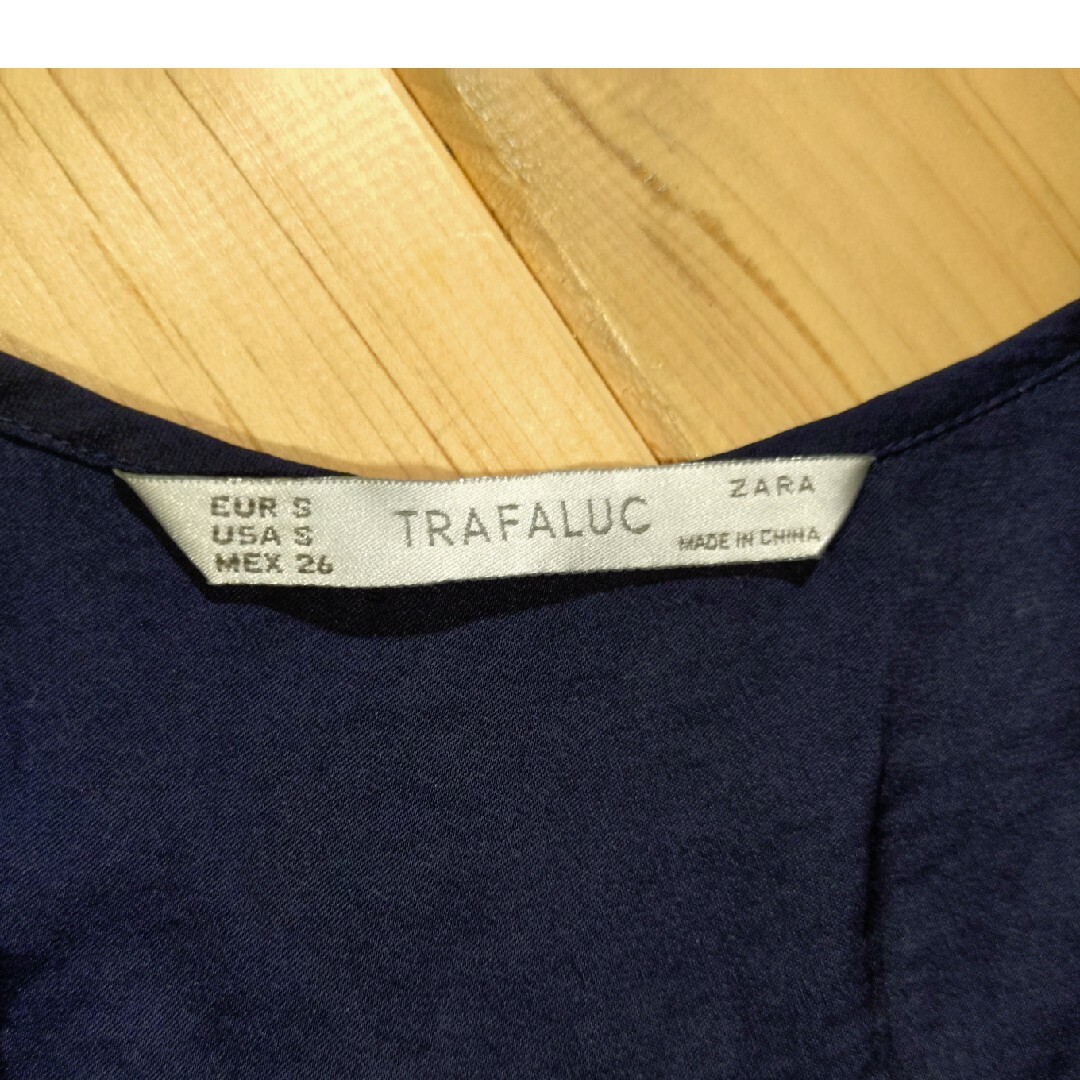 EUR S
USA S
MEX 26
TRAFALUC
ZARA
MADE IN CHINA